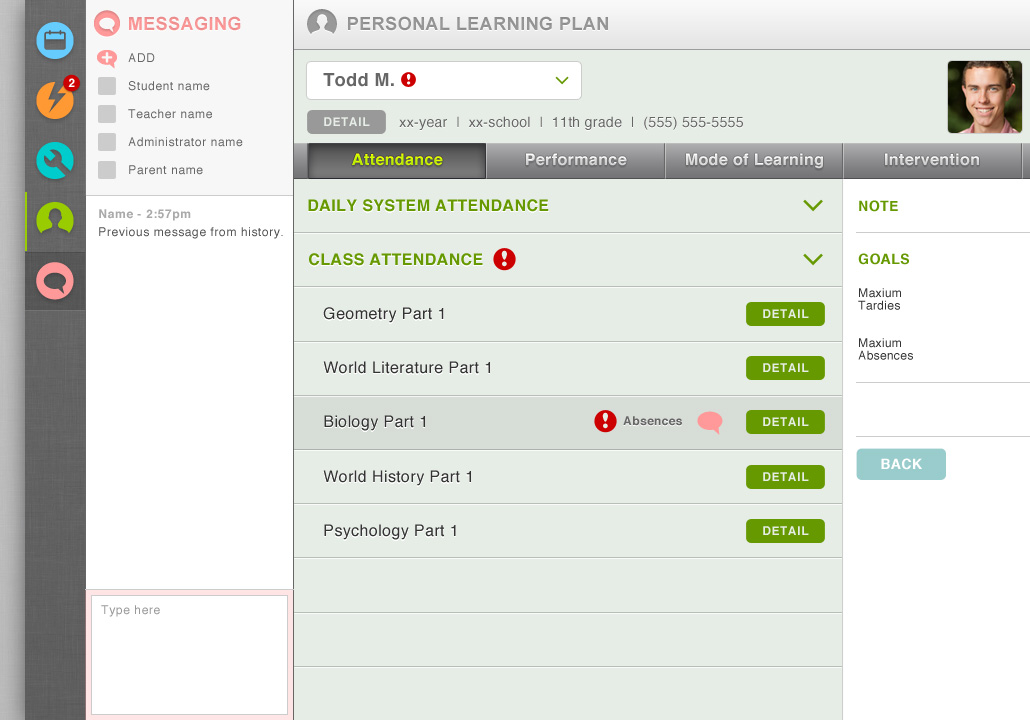 MESSAGING
ADD
Student name
Teacher name
Administrator name
Parent name
Name - 2:57pm
Previous message from history.
Type here
2
PERSONAL LEARNING PLAN
Todd M.
DETAIL xx-year | xx-school | 11th grade | (555) 555-5555
Attendance Performance Mode of Learning Intervention
DAILY SYSTEM ATTENDANCE
CLASS ATTENDANCE !
Geometry Part 1 DETAIL
World Literature Part 1 DETAIL
Biology Part 1 ! Absences DETAIL
World History Part 1 DETAIL
Psychology Part 1 DETAIL
NOTE
GOALS
Maxium
Tardies
Maxium
Absences
BACK